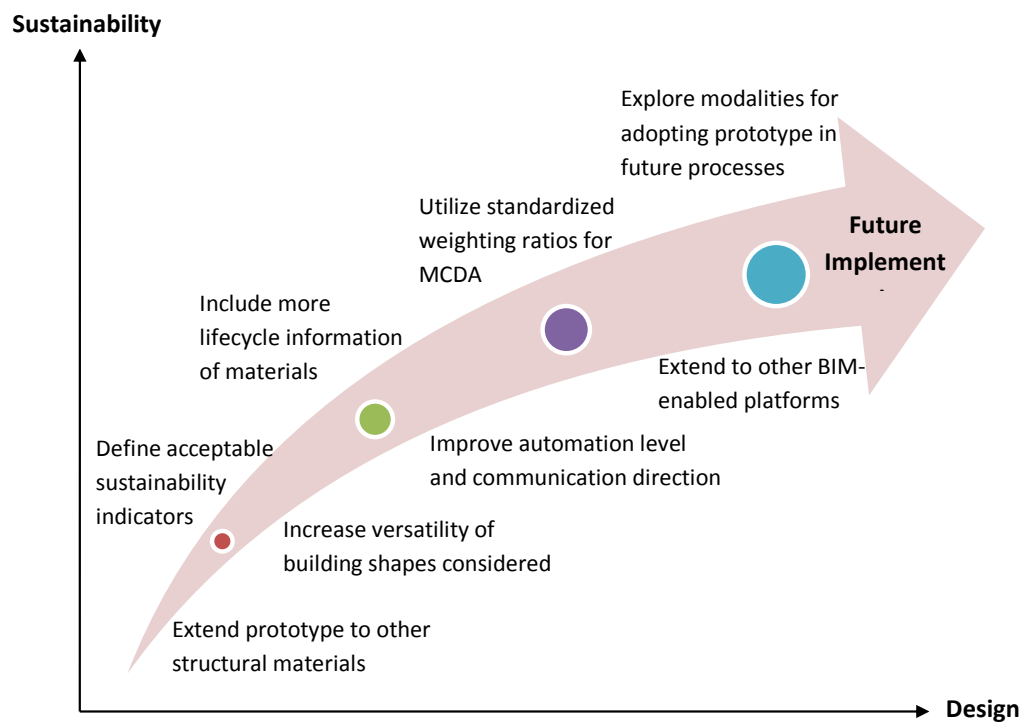 Sustainability
Explore modalities for
adopting prototype in
future processes
Utilize standardized
weighting ratios for
MCDA
Future
Implement
Include more
lifecycle information
of materials
Extend to other BIM-
enabled platforms
Define acceptable
sustainability
indicators
Improve automation level
and communication direction
Increase versatility of
building shapes considered
Extend prototype to other
structural materials
Design